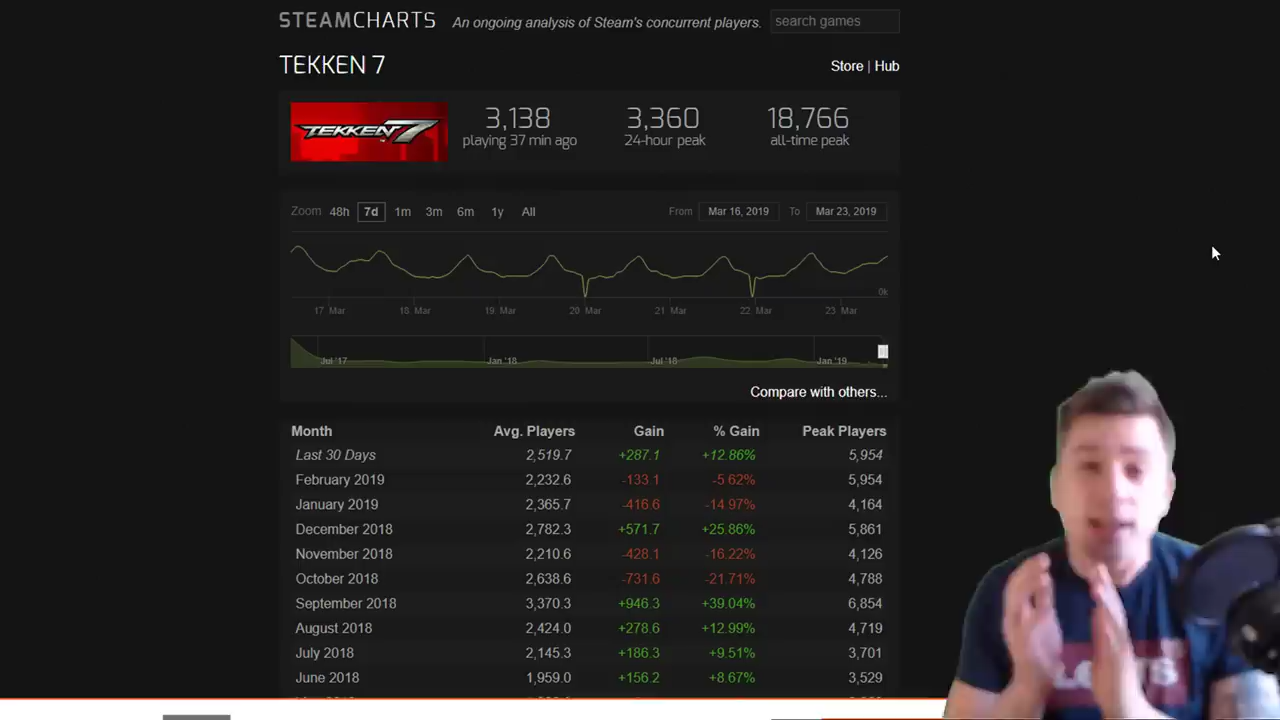 STEAMCHARTS An ongoing analysis of Steam's concurrent players. search games
TEKKEN 7 Store | Hub
TEKKEN 7
3,138 3,360 18,766
playing 37 min ago 24-hour peak all-time peak
Zoom 48h 7d 1m 3m 6m 1y All From Mar 16, 2019 To Mar 23, 2019
0k
17. Mar 18. Mar 19. Mar 20. Mar 21. Mar 22. Mar 23. Mar
Jul '17 Jan '18 Jul '18 Jan '19
Compare with others...
Month Avg. Players Gain % Gain Peak Players
Last 30 Days 2,519.7 +287.1 +12.86% 5,954
February 2019 2,232.6 -133.1 -5.62% 5,954
January 2019 2,365.7 -416.6 -14.97% 4,164
December 2018 2,782.3 +571.7 +25.86% 5,861
November 2018 2,210.6 -428.1 -16.22% 4,126
October 2018 2,638.6 -731.6 -21.71% 4,788
September 2018 3,370.3 +946.3 +39.04% 6,854
August 2018 2,424.0 +278.6 +12.99% 4,719
July 2018 2,145.3 +186.3 +9.51% 3,701
June 2018 1,959.0 +156.2 +8.67% 3,529